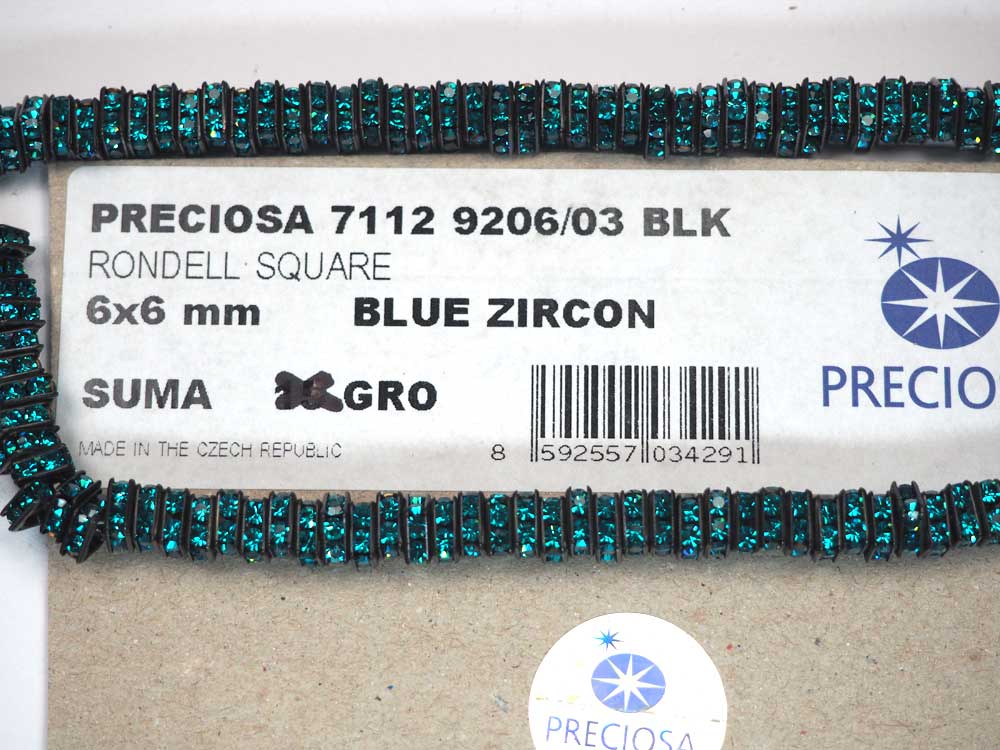 PRECIOSA 7112 9206/03 BLK
RONDELL SQUARE
6x6 mm BLUE ZIRCON
SUMA GRO
MADE IN THE CZECH REPUBLIC
8 592557 034291
PRECIO
PRECIOSA